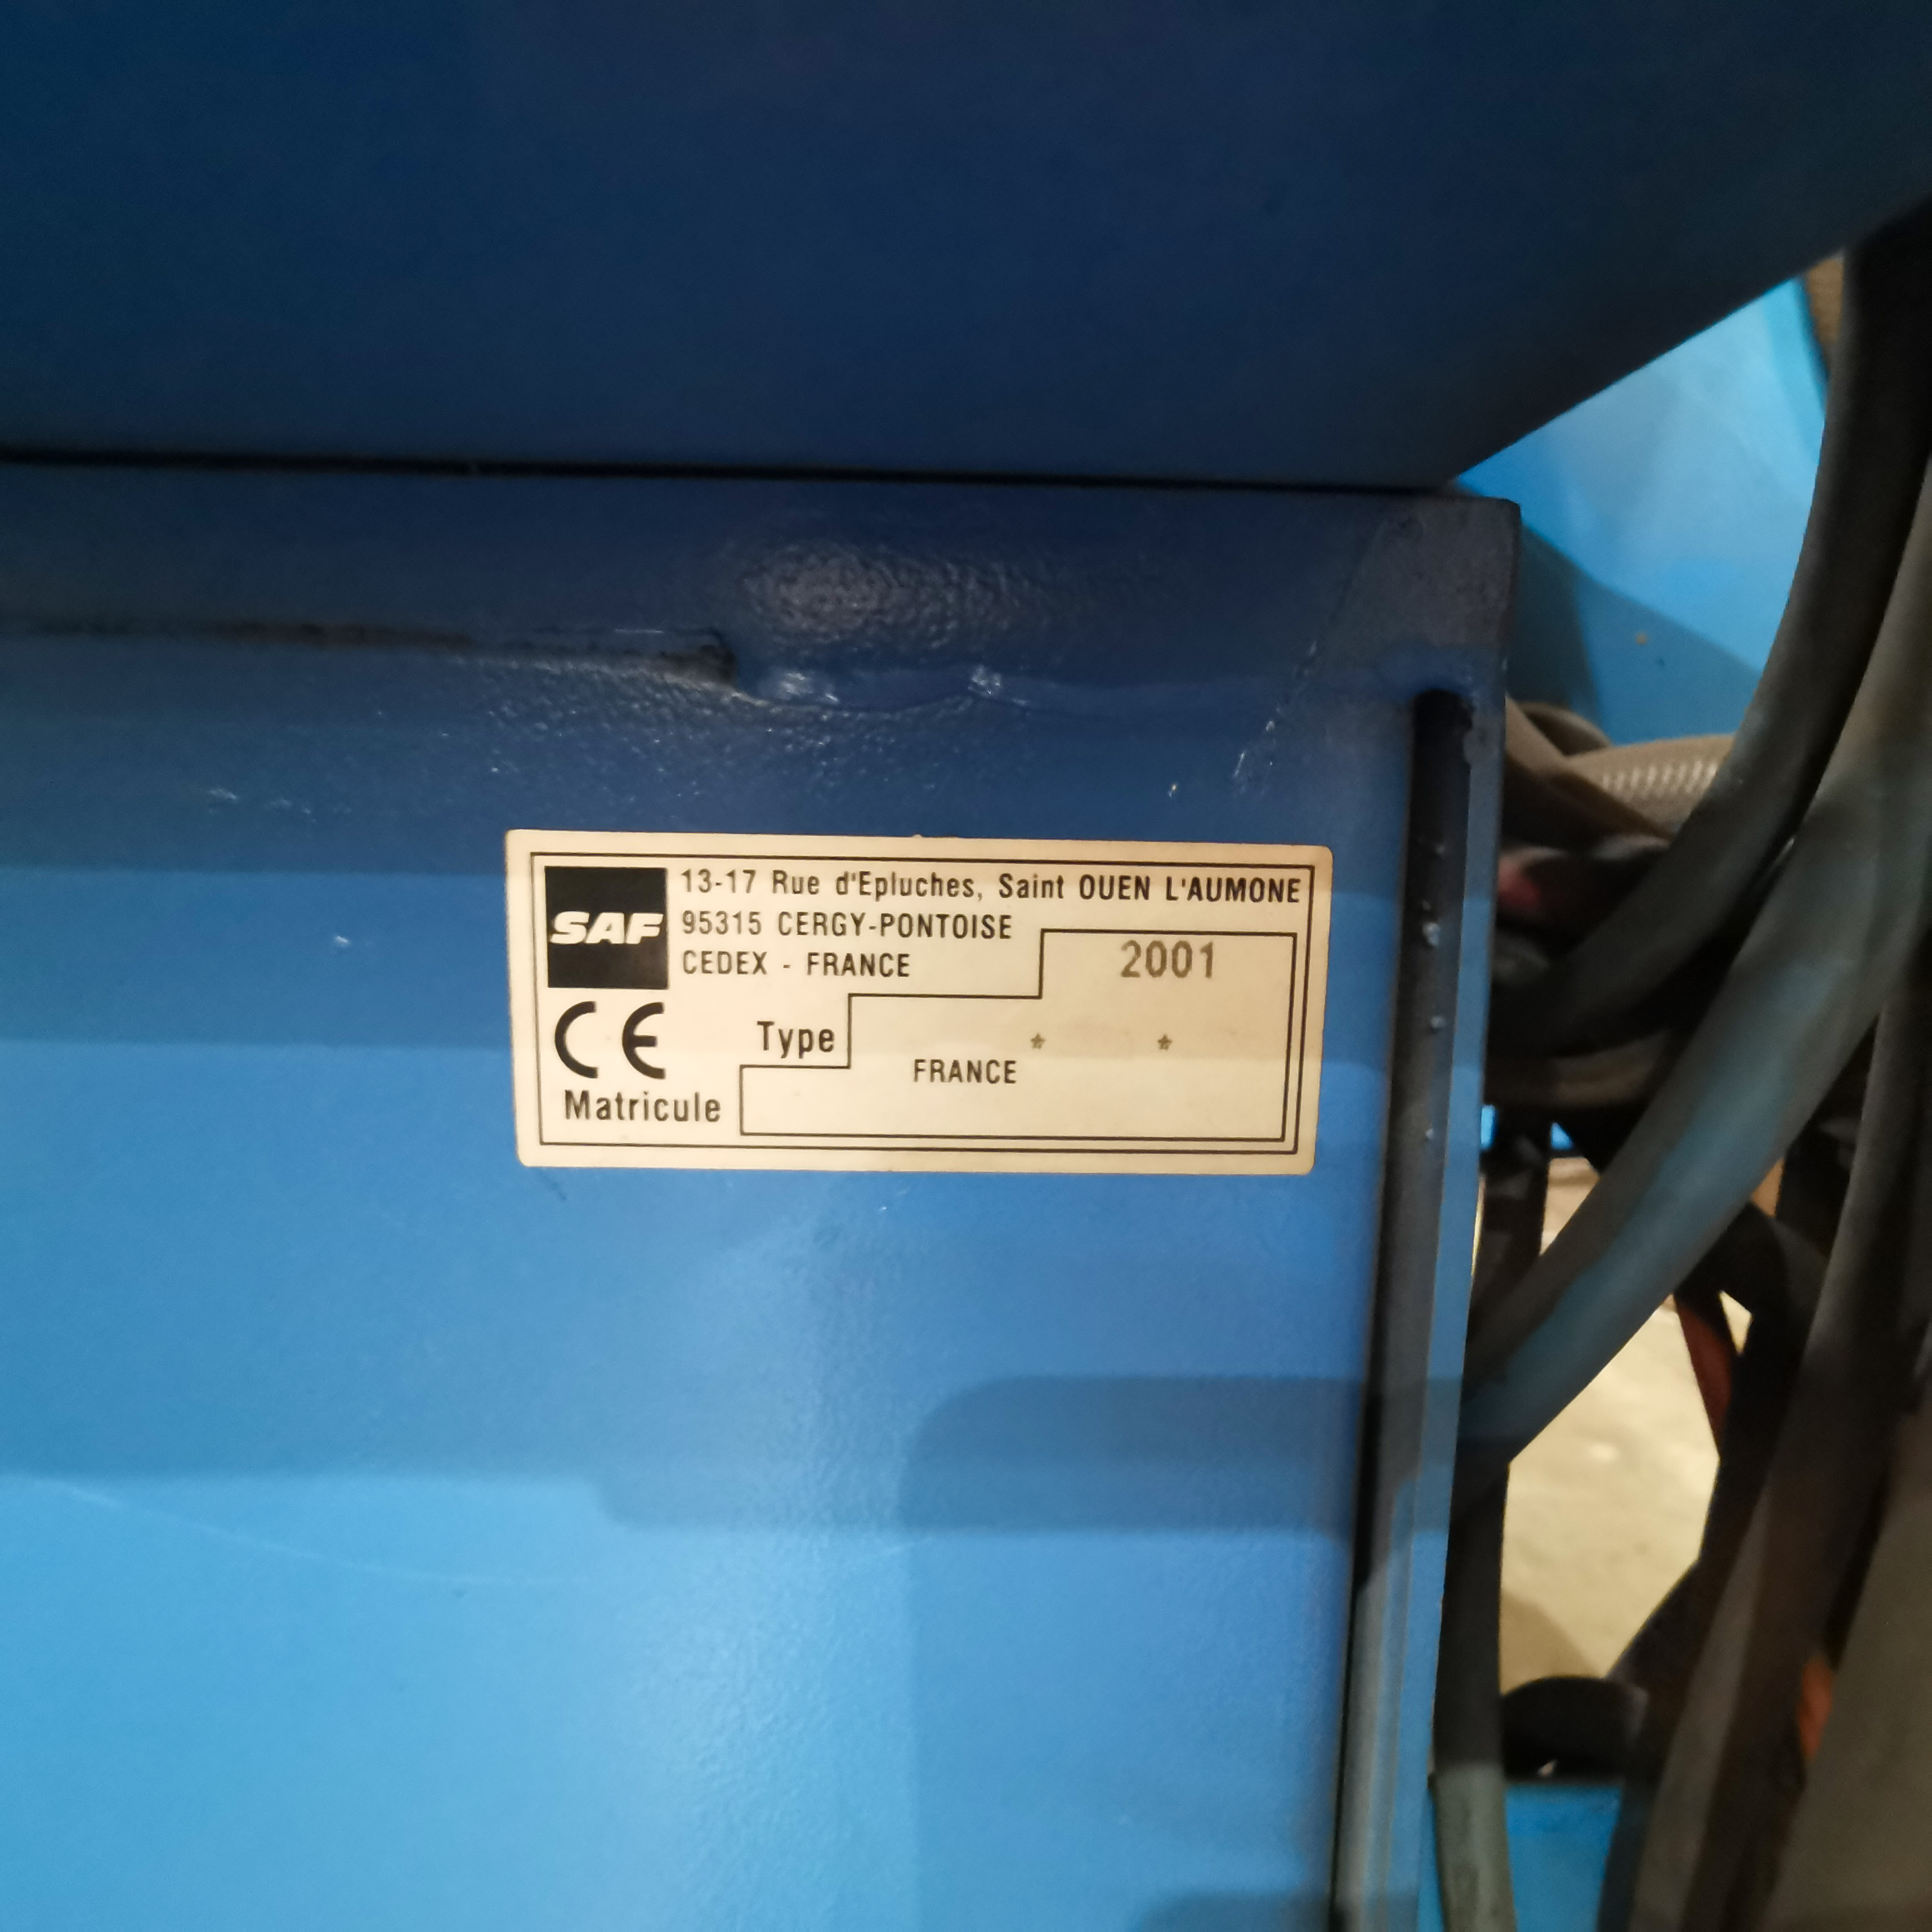 SAF
13-17 Rue d'Epluches, Saint OUEN L'AUMONE
95315 CERGY-PONTOISE
CEDEX - FRANCE
2001
CE
Type
* *
FRANCE
Matricule